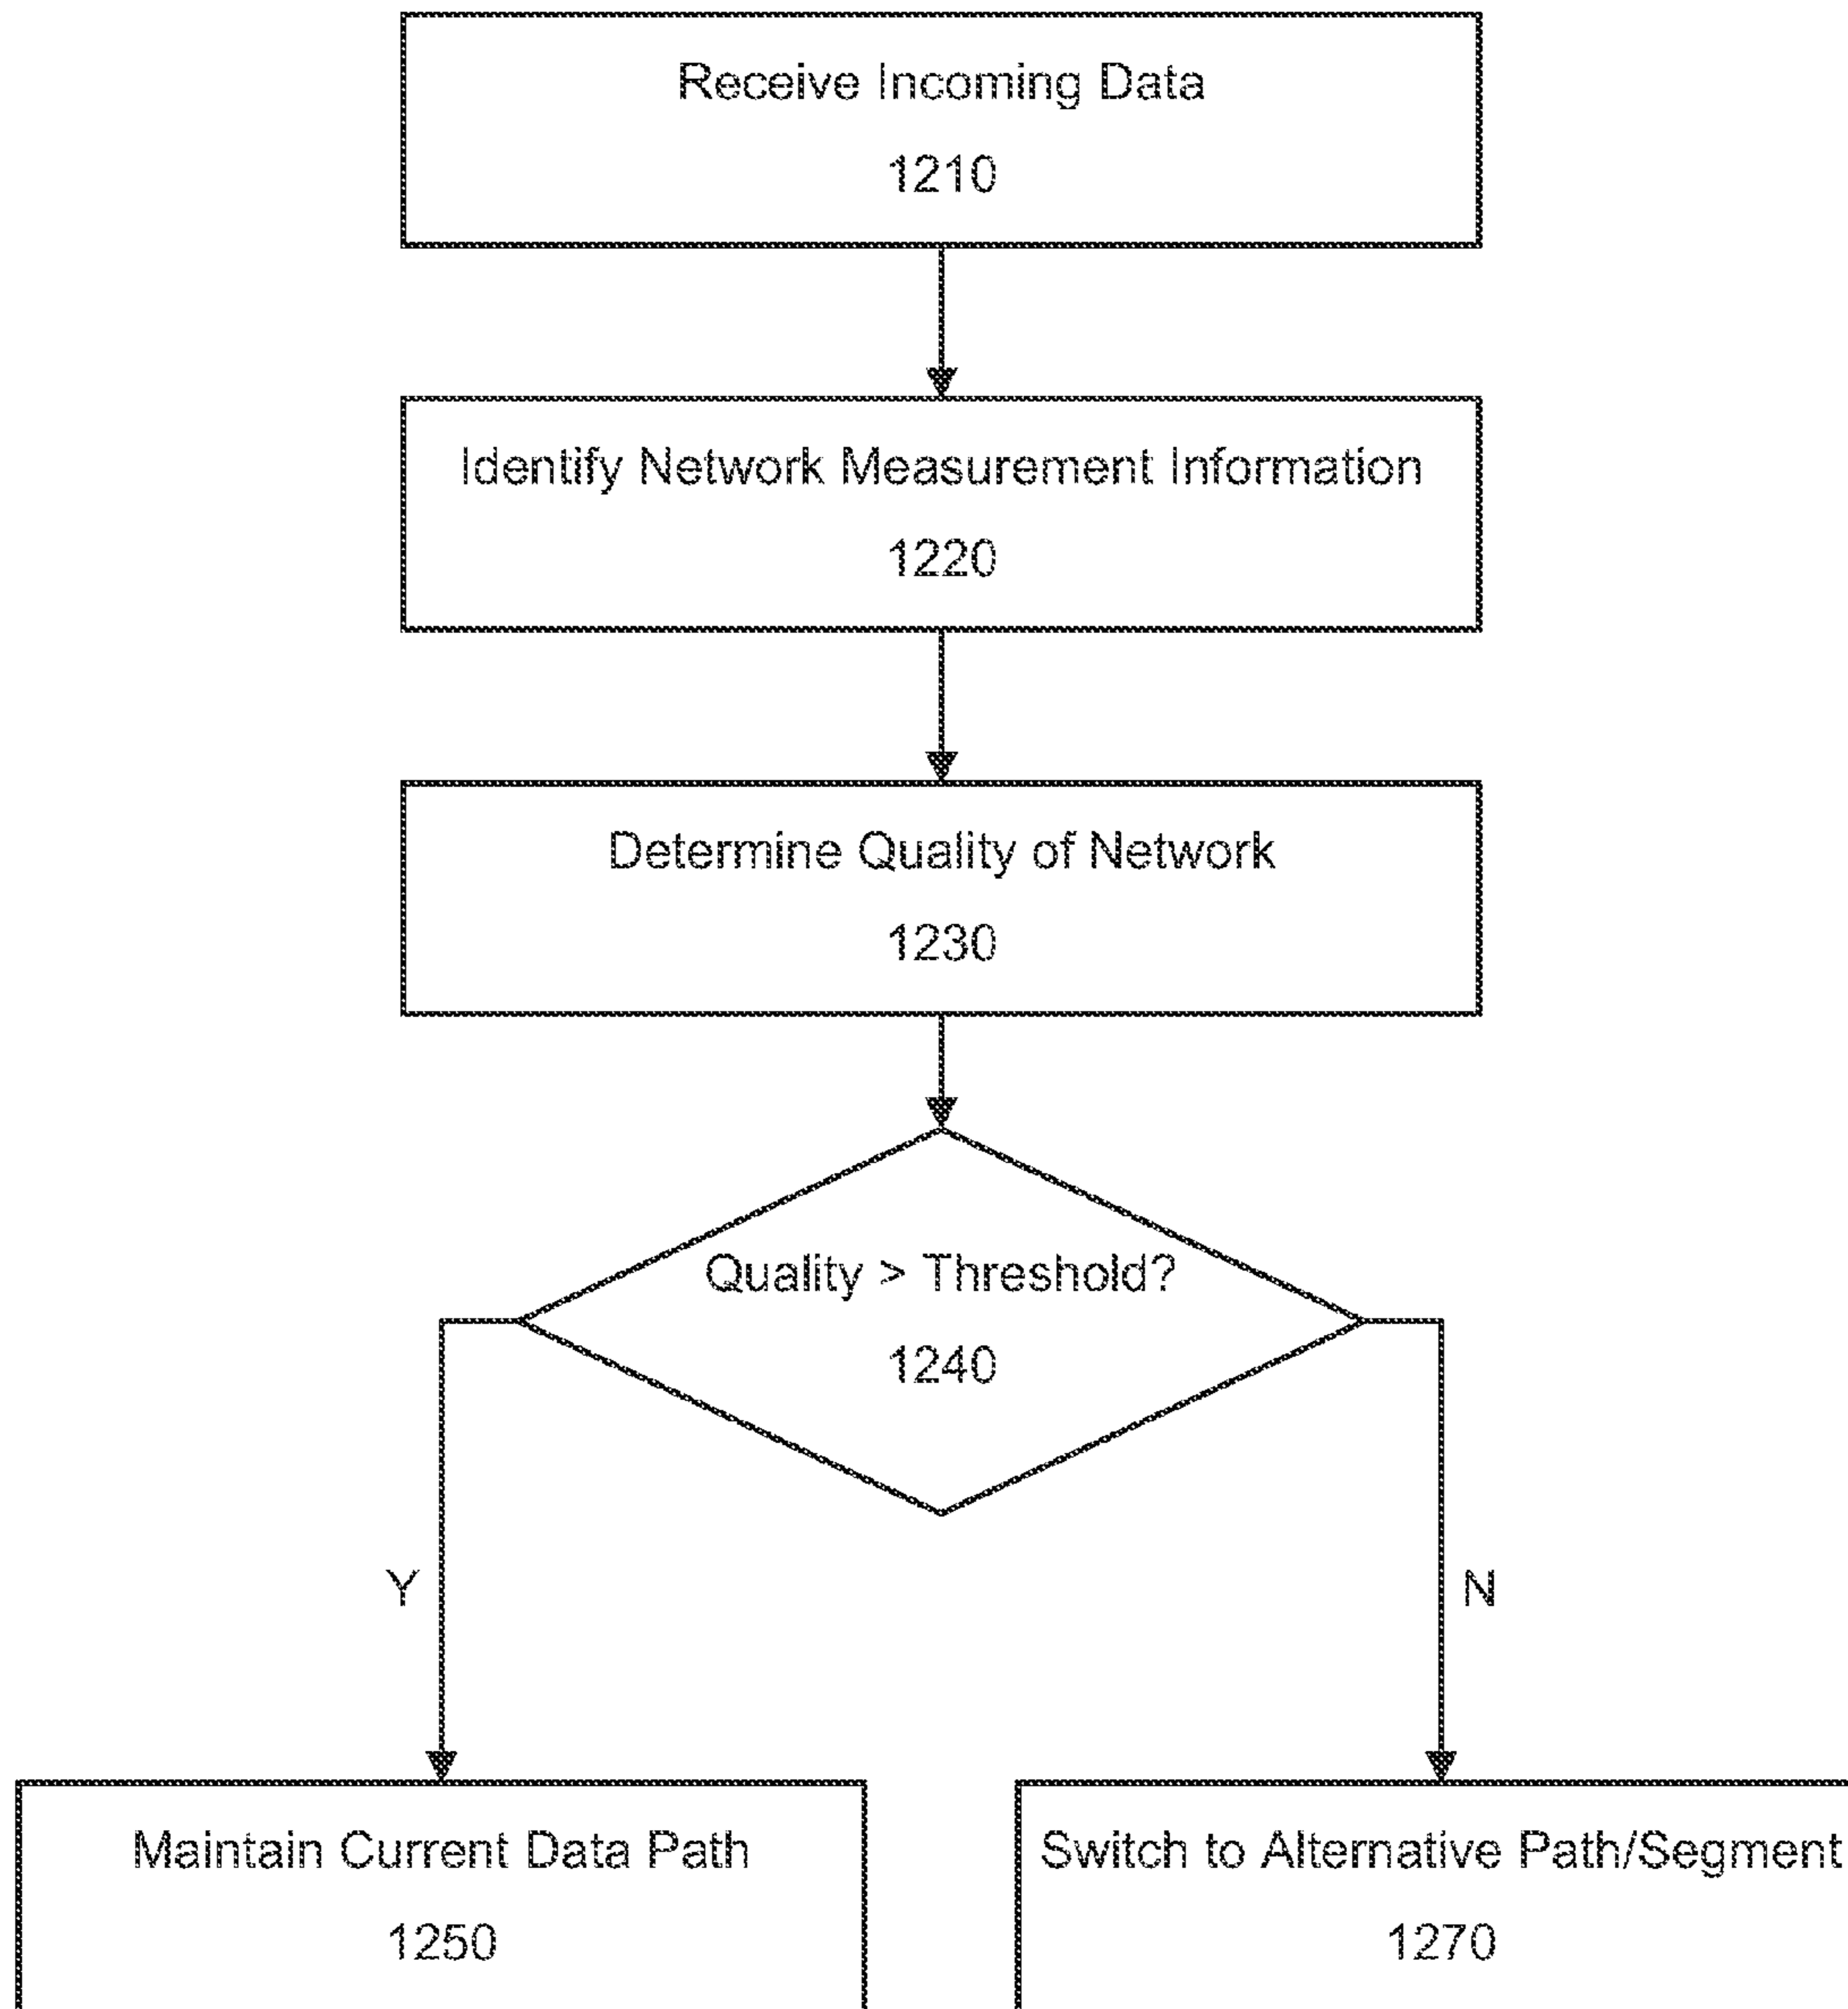 Receive Incoming Data
1210
Identify Network Measurement Information
1220
Determine Quality of Network
1230
Quality > Threshold?
1240
Y
N
Maintain Current Data Path
1250
Switch to Alternative Path/Segment
1270